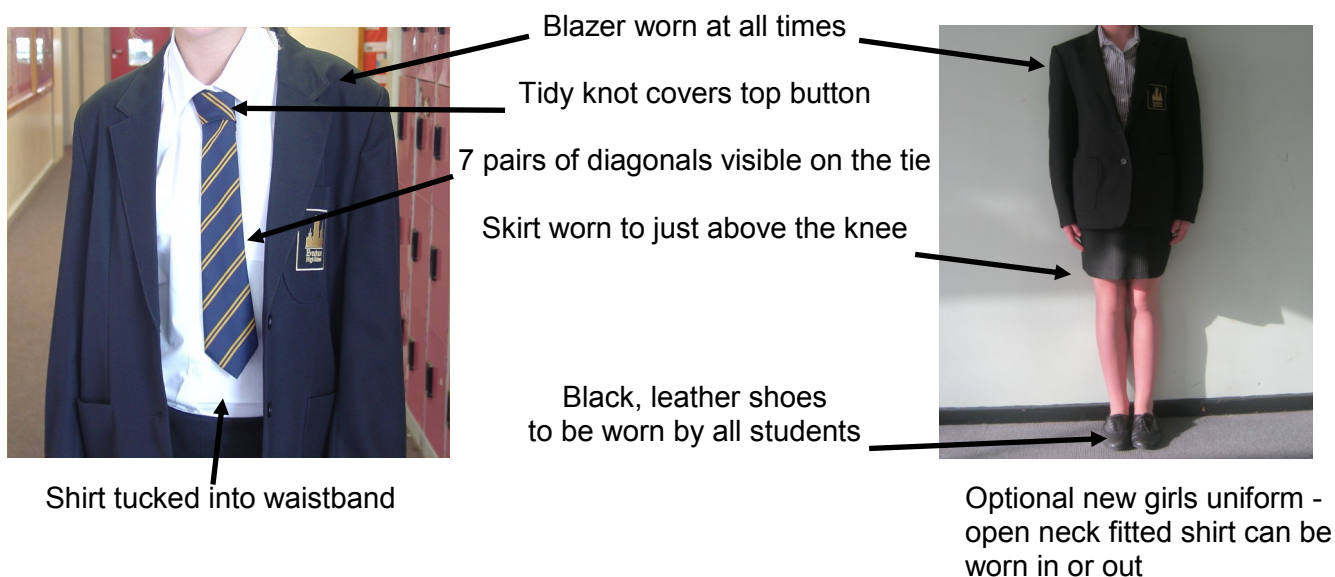 Blazer worn at all times
Tidy knot covers top button
7 pairs of diagonals visible on the tie
Skirt worn to just above the knee
Black, leather shoes
to be worn by all students
Shirt tucked into waistband
Optional new girls uniform -
open neck fitted shirt can be
worn in or out